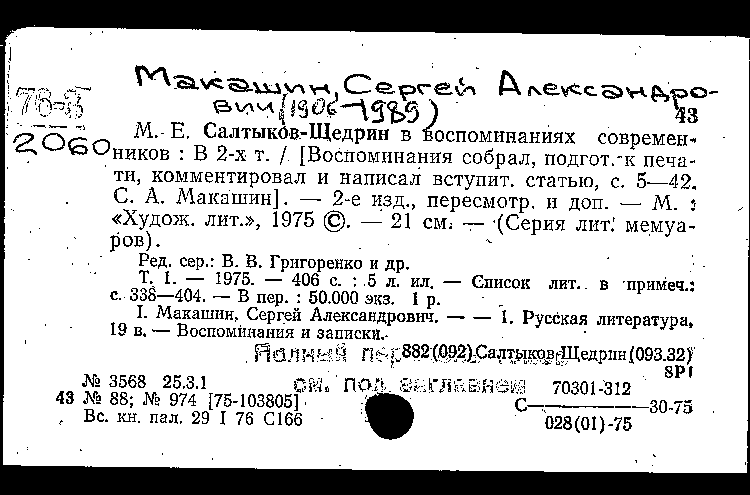 Макашин, Сергей Александро-
вич (1906-1989)
76-3
2060
43
М. Е. Салтыков-Щедрин в воспоминаниях современ-
ников : В 2-х т. / [Воспоминания собрал, подгот. к печа-
ти, комментировал и написал вступит. статью, с. 5—42.
С. А. Макашин]. — 2-е изд., пересмотр. и доп. — М. :
«Худож. лит.», 1975 ©. — 21 см. — (Серия лит. мемуа-
ров).
Ред. сер.: В. В. Григоренко и др.
Т. 1. — 1975. — 406 с. : 5 л. ил. — Список лит. в примеч.:
с. 338—404. — В пер. : 50.000 экз. 1 р.
I. Макашин, Сергей Александрович. — — 1. Русская литература,
19 в. — Воспоминания и записки.
Полный пер 882(092)Салтыков-Щедрин(093.32)
8Р1
см. под заглавием
№ 3568 25.3.1
43 № 88; № 974 [75-103805]
Вс. кн. пал. 29 I 76 С166
70301-312
С————30-75
028(01)-75